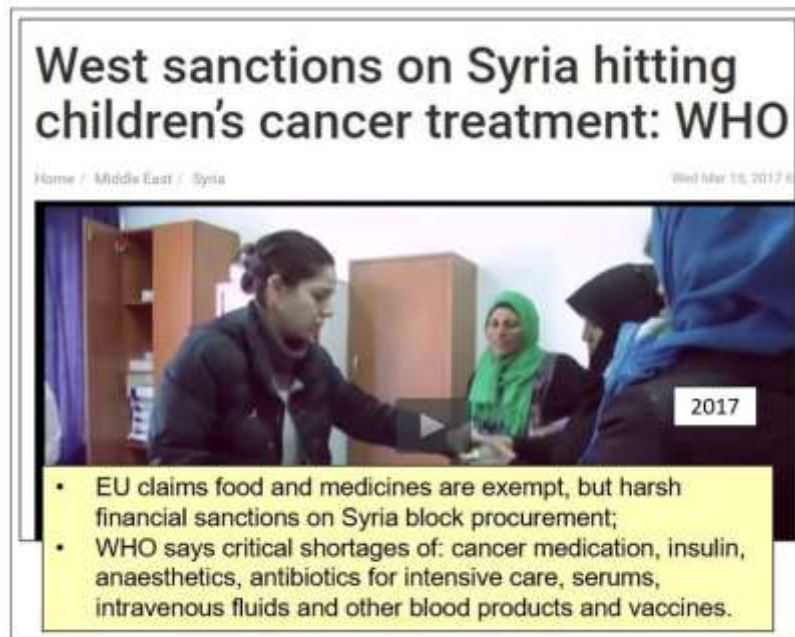 West sanctions on Syria hitting
children's cancer treatment: WHO
Home / Middle East / Syria
Wed Mar 15, 2017
2017
• EU claims food and medicines are exempt, but harsh
financial sanctions on Syria block procurement;
• WHO says critical shortages of: cancer medication, insulin,
anaesthetics, antibiotics for intensive care, serums,
intravenous fluids and other blood products and vaccines.